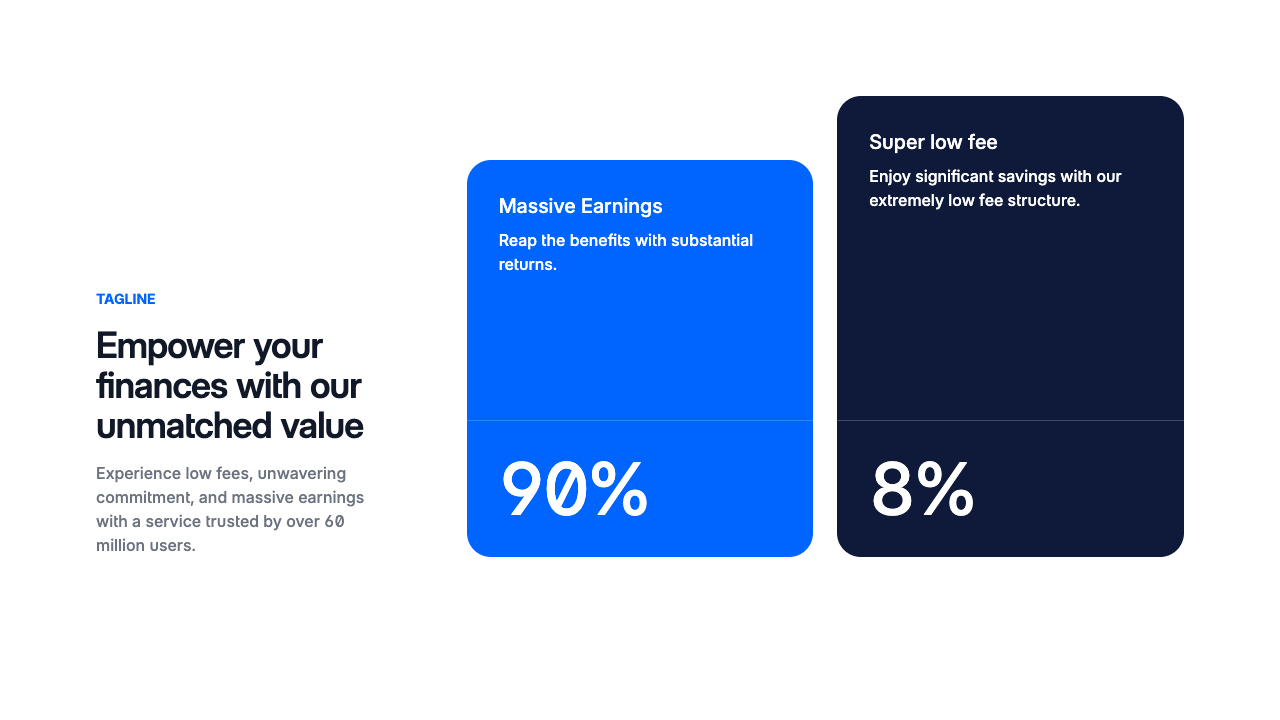 TAGLINE
Empower your
finances with our
unmatched value
Experience low fees, unwavering
commitment, and massive earnings
with a service trusted by over 60
million users.
Massive Earnings
Reap the benefits with substantial
returns.
90%
Super low fee
Enjoy significant savings with our
extremely low fee structure.
8%